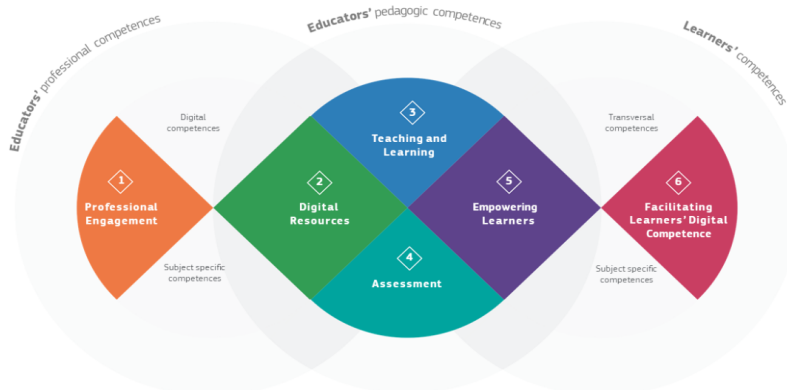 Educators' professional competences
Educators' pedagogic competences
Learners' competences
Digital
competences
Transversal
competences
1
Professional
Engagement
2
Digital
Resources
3
Teaching and
Learning
4
Assessment
5
Empowering
Learners
6
Facilitating
Learners' Digital
Competence
Subject specific
competences
Subject specific
competences